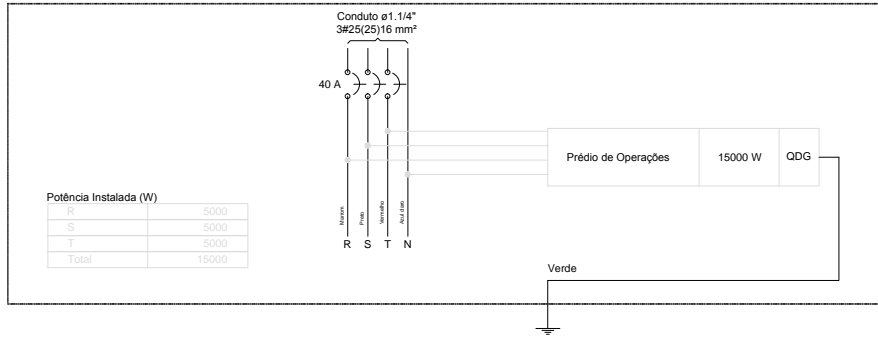 Conduto ø1.1/4"
3#25(25)16 mm²
40 A
Prédio de Operações 15000 W QDG
Potência Instalada (W)
R 5000
S 5000
T 5000
Total 15000
Marrom
Preto
Vermelho
Azul claro
R S T N
Verde